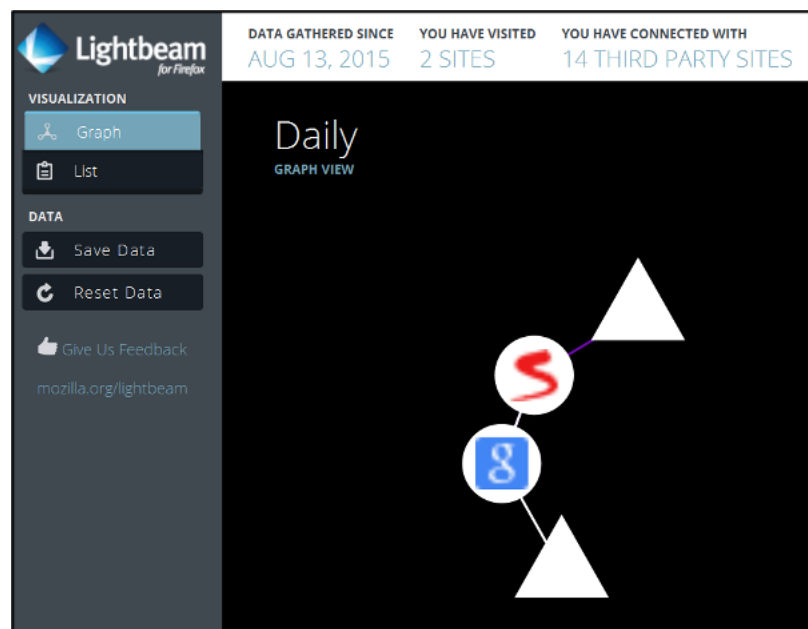 Lightbeam
for Firefox
DATA GATHERED SINCE
AUG 13, 2015
YOU HAVE VISITED
2 SITES
YOU HAVE CONNECTED WITH
14 THIRD PARTY SITES
VISUALIZATION
Graph
List
DATA
Save Data
Reset Data
Give Us Feedback
mozilla.org/lightbeam
Daily
GRAPH VIEW
S
g